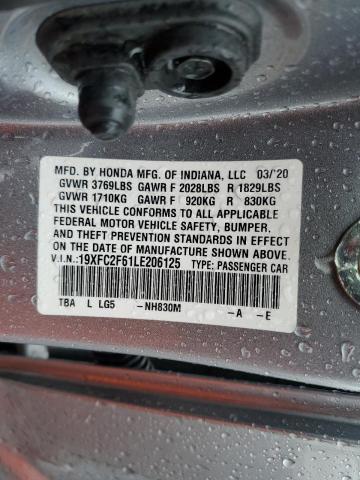 MFD. BY HONDA MFG. OF INDIANA, LLC 03/'20
GVWR 3769LBS GAWR F 2028LBS R 1829LBS
GVWR 1710KG GAWR F 920KG R 830KG
THIS VEHICLE CONFORMS TO ALL APPLICABLE
FEDERAL MOTOR VEHICLE SAFETY, BUMPER,
AND THEFT PREVENTION STANDARDS IN EFFECT
ON THE DATE OF MANUFACTURE SHOWN ABOVE.
V.I.N.:19XFC2F61LE206125 TYPE: PASSENGER CAR
TBA L LG5 -NH830M -A -E